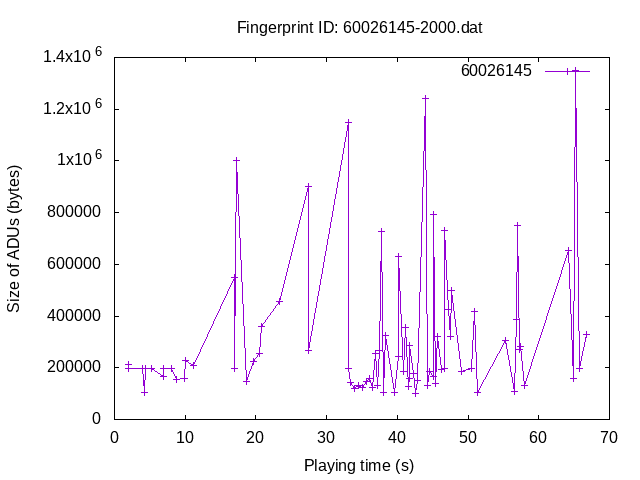 Fingerprint ID: 60026145-2000.dat
1.4x10^6
60026145
1.2x10^6
1x10^6
800000
600000
400000
200000
0
Size of ADUs (bytes)
0 10 20 30 40 50 60 70
Playing time (s)